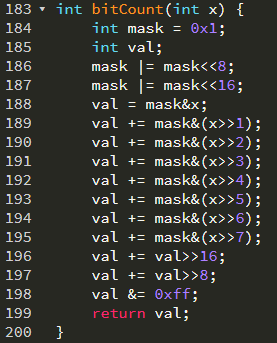 183 int bitCount(int x) {
184 int mask = 0x1;
185 int val;
186 mask |= mask<<8;
187 mask |= mask<<16;
188 val = mask&x;
189 val += mask&(x>>1);
190 val += mask&(x>>2);
191 val += mask&(x>>3);
192 val += mask&(x>>4);
193 val += mask&(x>>5);
194 val += mask&(x>>6);
195 val += mask&(x>>7);
196 val += val>>16;
197 val += val>>8;
198 val &= 0xff;
199 return val;
200 }